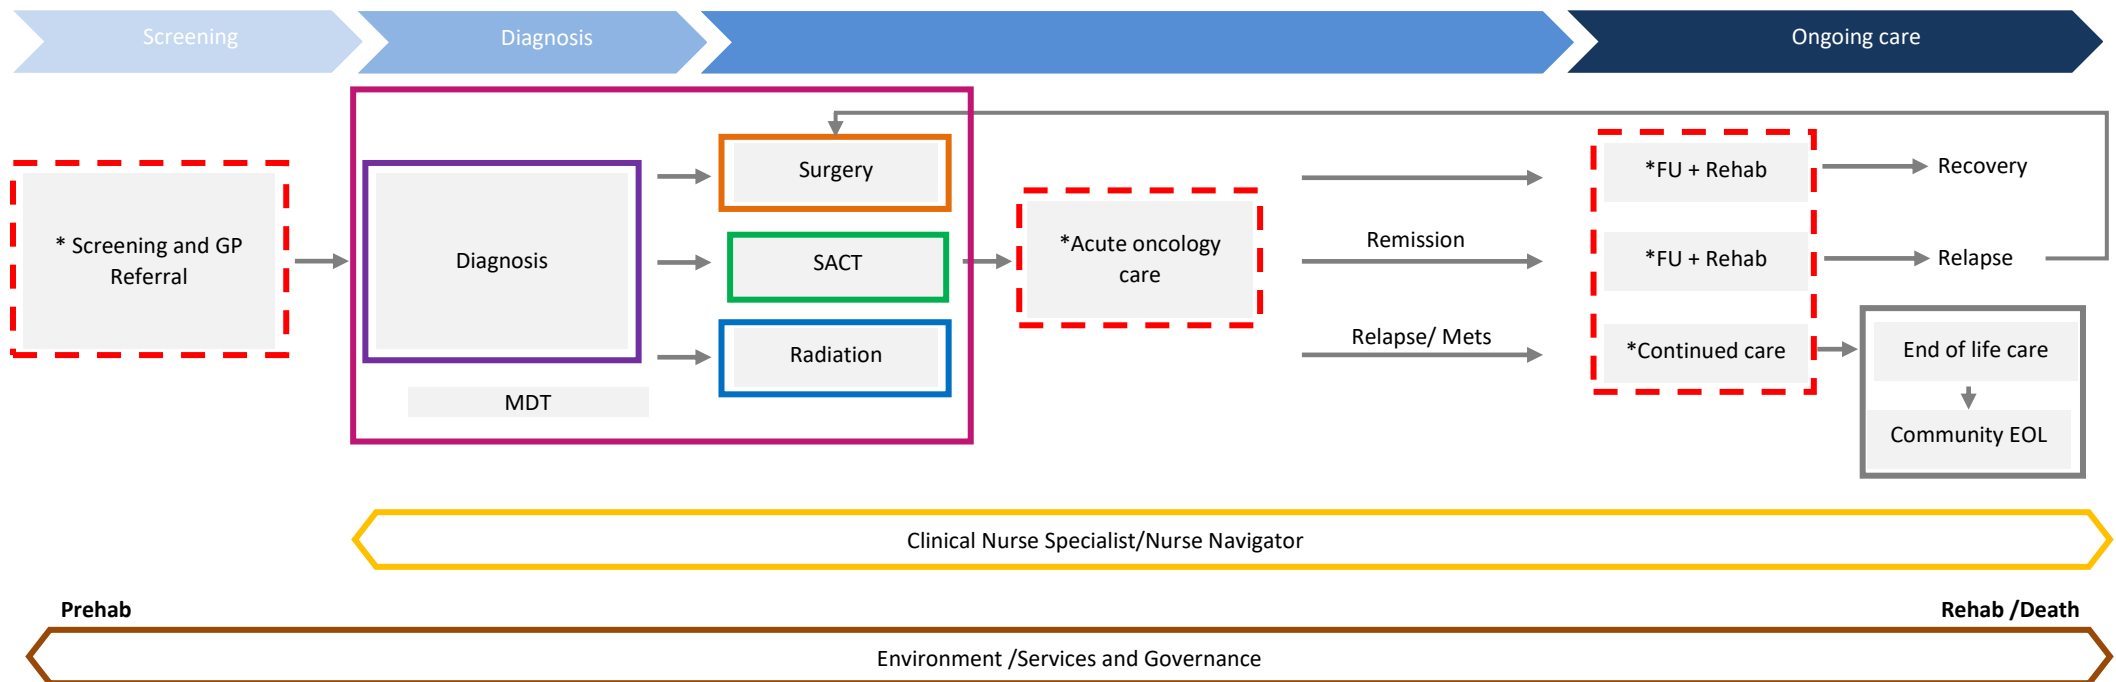 Screening
Diagnosis
Ongoing care
* Screening and GP
Referral
Diagnosis
MDT
Surgery
SACT
Radiation
*Acute oncology
care
Remission
Relapse/ Mets
*FU + Rehab
*FU + Rehab
*Continued care
Recovery
Relapse
End of life care
Community EOL
Clinical Nurse Specialist/Nurse Navigator
Prehab
Rehab /Death
Environment /Services and Governance